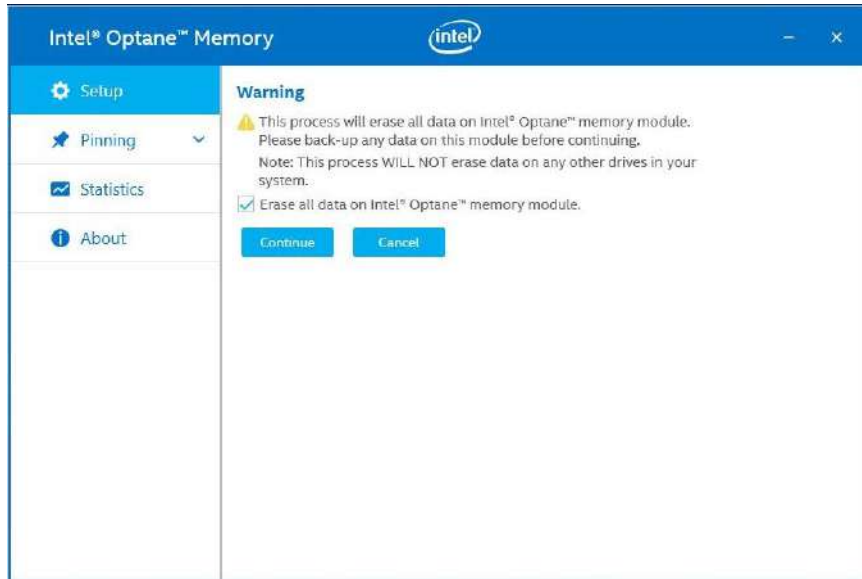 Intel® Optane™ Memory
intel
Setup
Pinning
Statistics
About
Warning
This process will erase all data on Intel® Optane™ memory module.
Please back-up any data on this module before continuing.
Note: This process WILL NOT erase data on any other drives in your
system.
Erase all data on Intel® Optane™ memory module.
Continue
Cancel